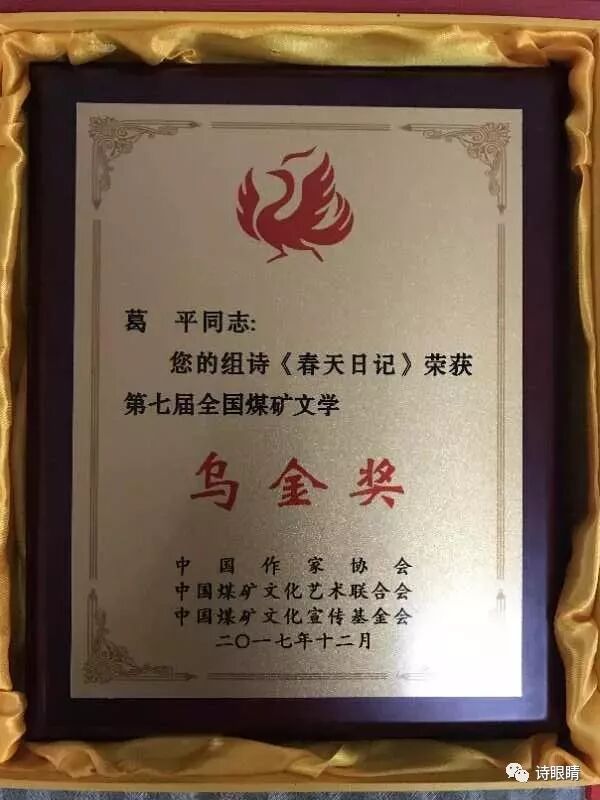 葛　平同志:
您的组诗《春天日记》荣获
第七届全国煤矿文学
乌金奖
中国作家协会
中国煤矿文化艺术联合会
中国煤矿文化宣传基金会
二〇一七年十二月
诗眼睛